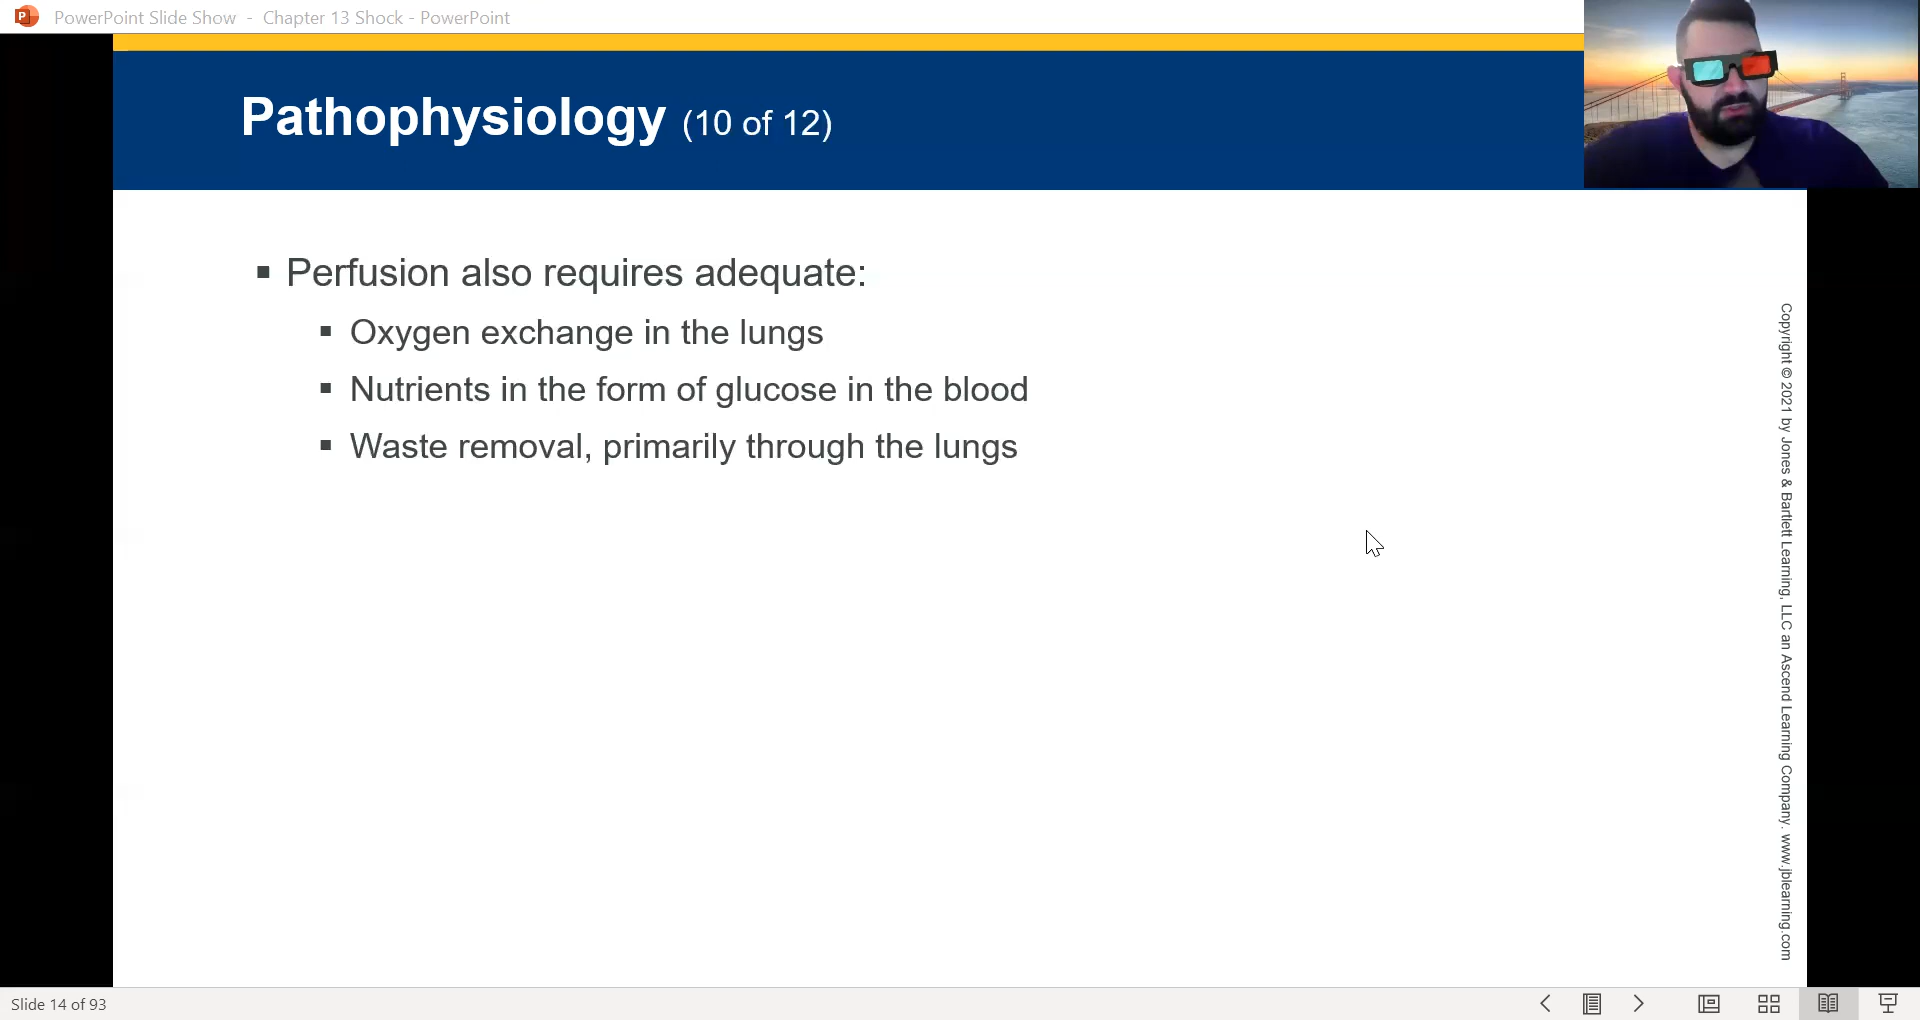 PowerPoint Slide Show - Chapter 13 Shock - PowerPoint
Pathophysiology (10 of 12)
▪ Perfusion also requires adequate:
▪ Oxygen exchange in the lungs
▪ Nutrients in the form of glucose in the blood
▪ Waste removal, primarily through the lungs
Copyright © 2021 by Jones & Bartlett Learning, LLC an Ascend Learning Company. www.jblearning.com
Slide 14 of 93